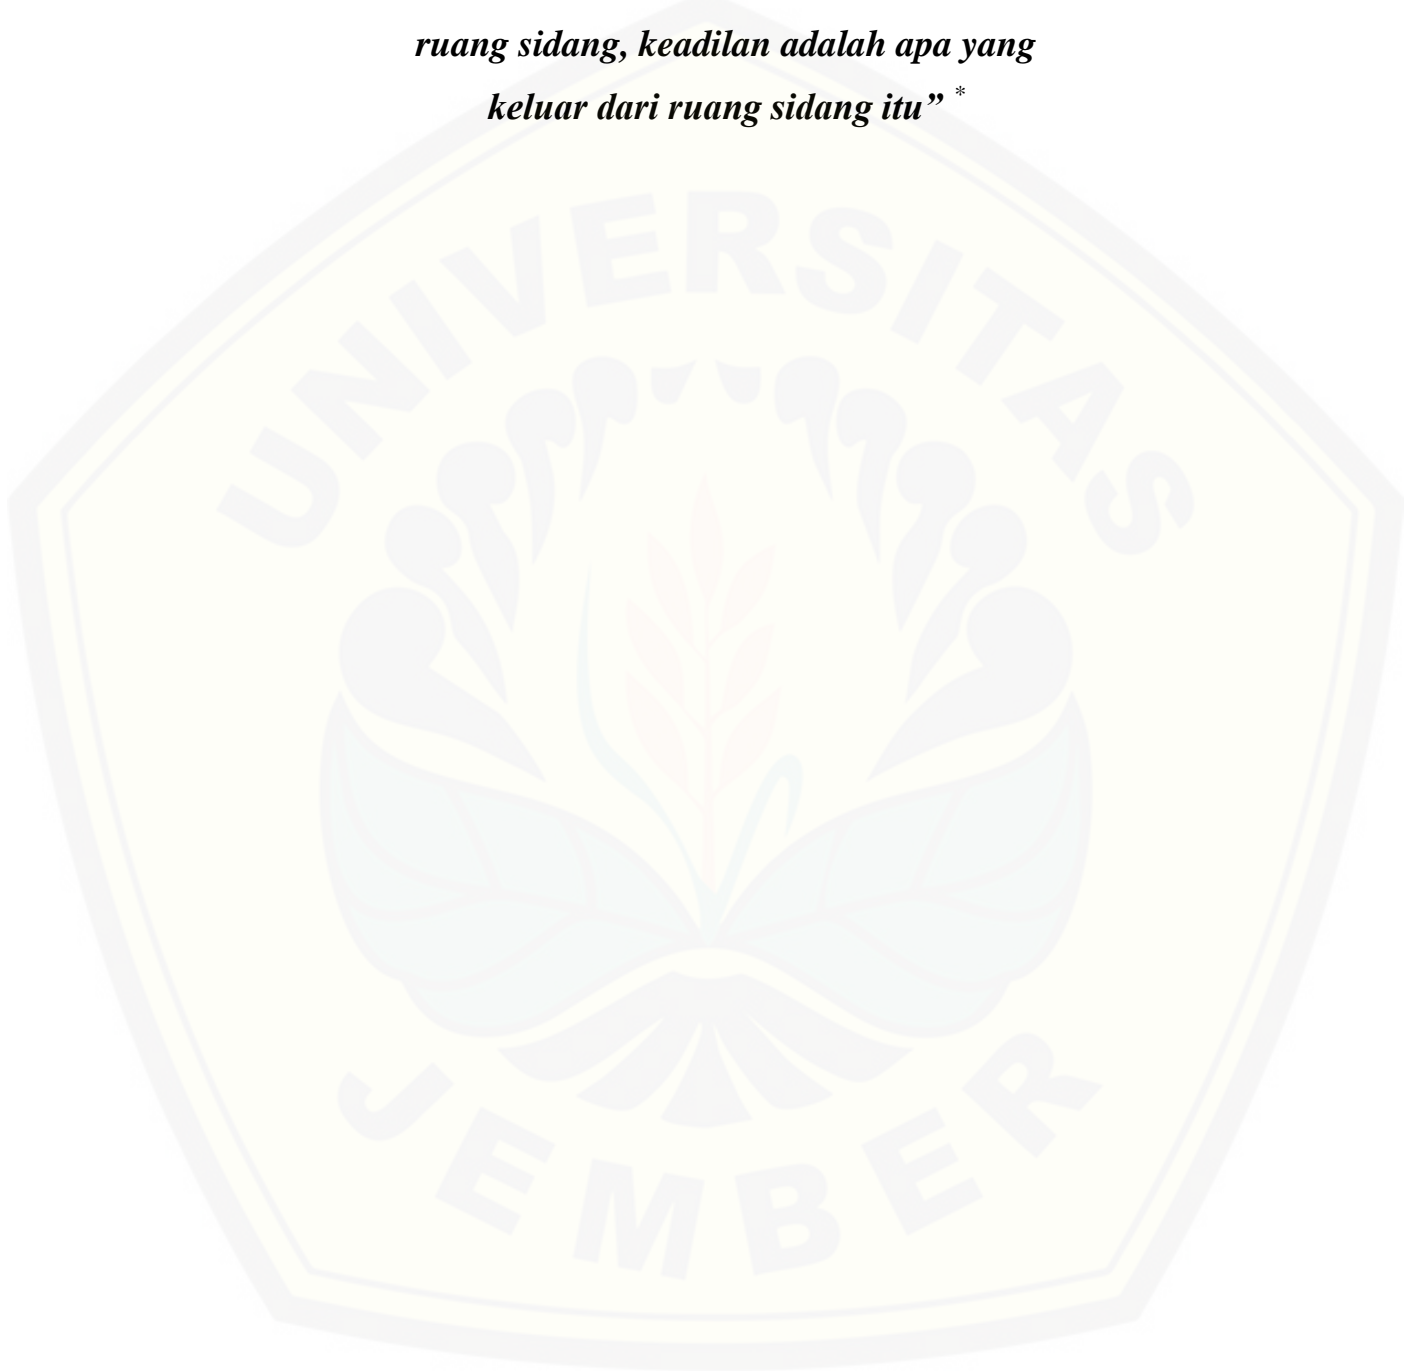 ruang sidang, keadilan adalah apa yang
keluar dari ruang sidang itu” *
UNIVERSITAS
JEMBER